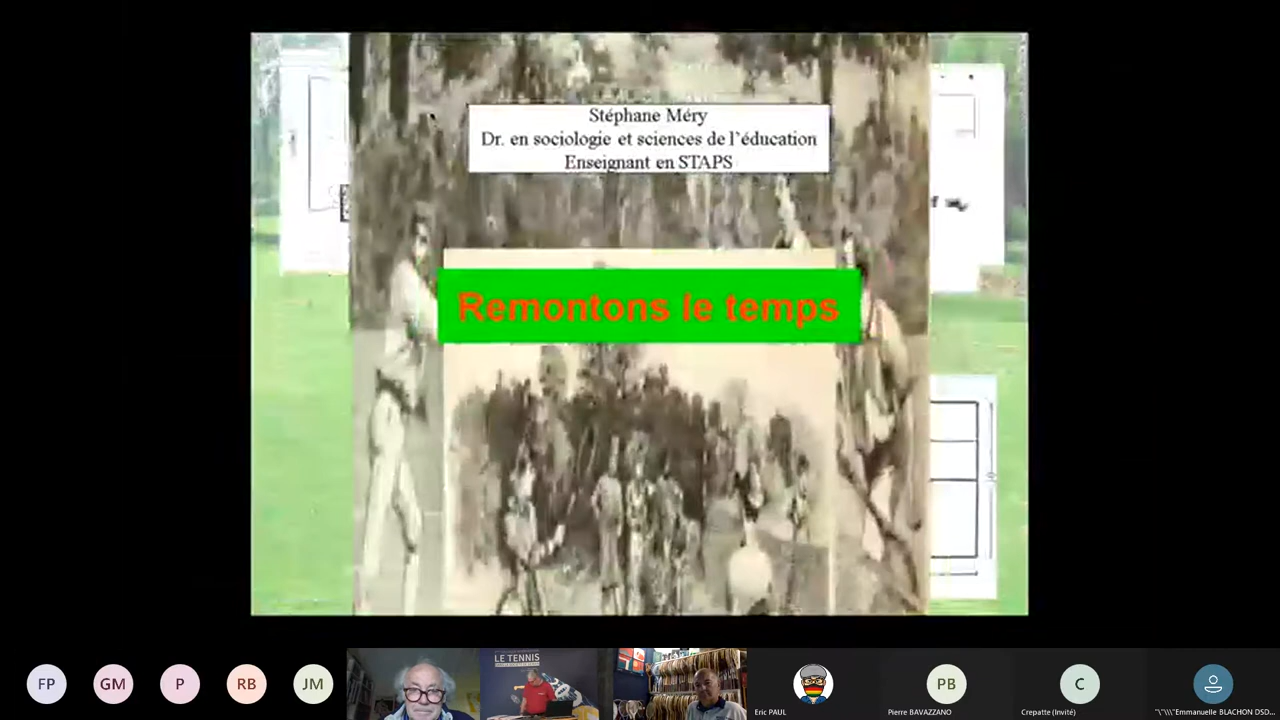 Stéphane Méry
Dr. en sociologie et sciences de l'éducation
Enseignant en STAPS
Remontons le temps
FP
GM
P
RB
JM
LE TENNIS
Eric PAUL
PB
Pierre BAVAZZANO
C
Crepatte (Invité)
"\"\\\"Emmanuelle BLACHON DSD...